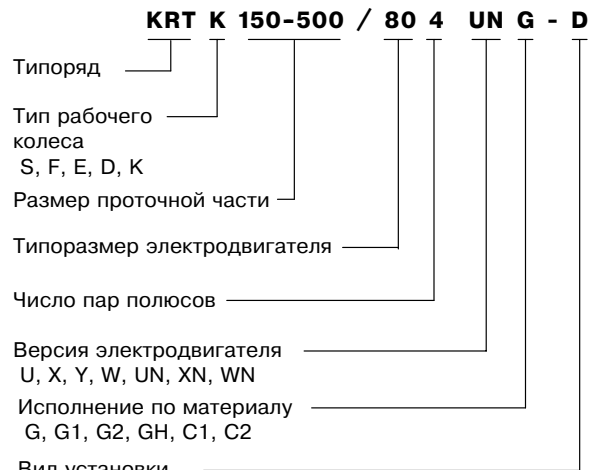 KRT K 150-500 / 80 4 UN G - D
Типоряд
Тип рабочего
колеса
S, F, E, D, K
Размер проточной части
Типоразмер электродвигателя
Число пар полюсов
Версия электродвигателя
U, X, Y, W, UN, XN, WN
Исполнение по материалу
G, G1, G2, GH, C1, C2
Вид установки